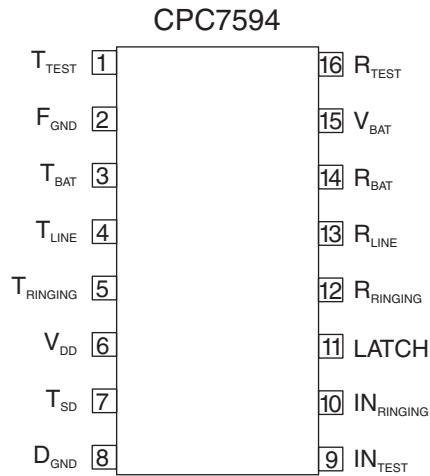 CPC7594
T_TEST 1 16 R_TEST
F_GND 2 15 V_BAT
T_BAT 3 14 R_BAT
T_LINE 4 13 R_LINE
T_RINGING 5 12 R_RINGING
V_DD 6 11 LATCH
T_SD 7 10 IN_RINGING
D_GND 8 9 IN_TEST